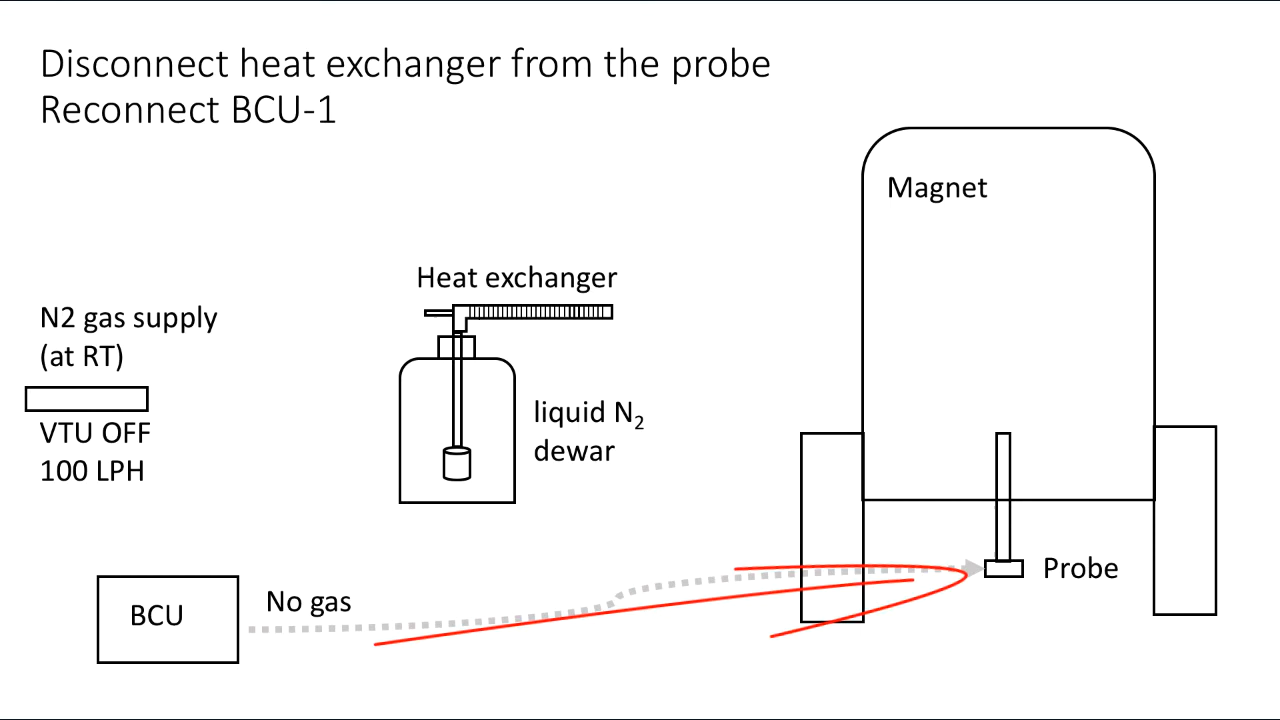 Disconnect heat exchanger from the probe
Reconnect BCU-1
Magnet
Heat exchanger
N2 gas supply
(at RT)
VTU OFF
100 LPH
liquid N₂
dewar
BCU
No gas
Probe